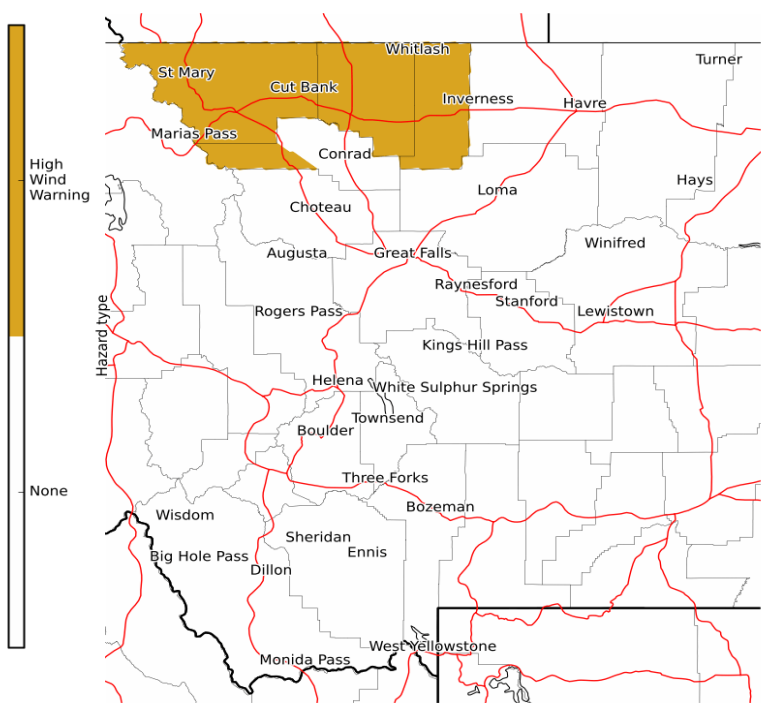 Whitlash
Turner
St Mary
Cut Bank
Inverness
Havre
Marias Pass
Conrad
High
Wind
Warning
Hays
Loma
Choteau
Winifred
Augusta
Great Falls
Raynesford
Stanford
Rogers Pass
Lewistown
Hazard type
Kings Hill Pass
Helena
White Sulphur Springs
Townsend
Boulder
Three Forks
None
Bozeman
Wisdom
Sheridan
Ennis
Big Hole Pass
Dillon
West Yellowstone
Monida Pass